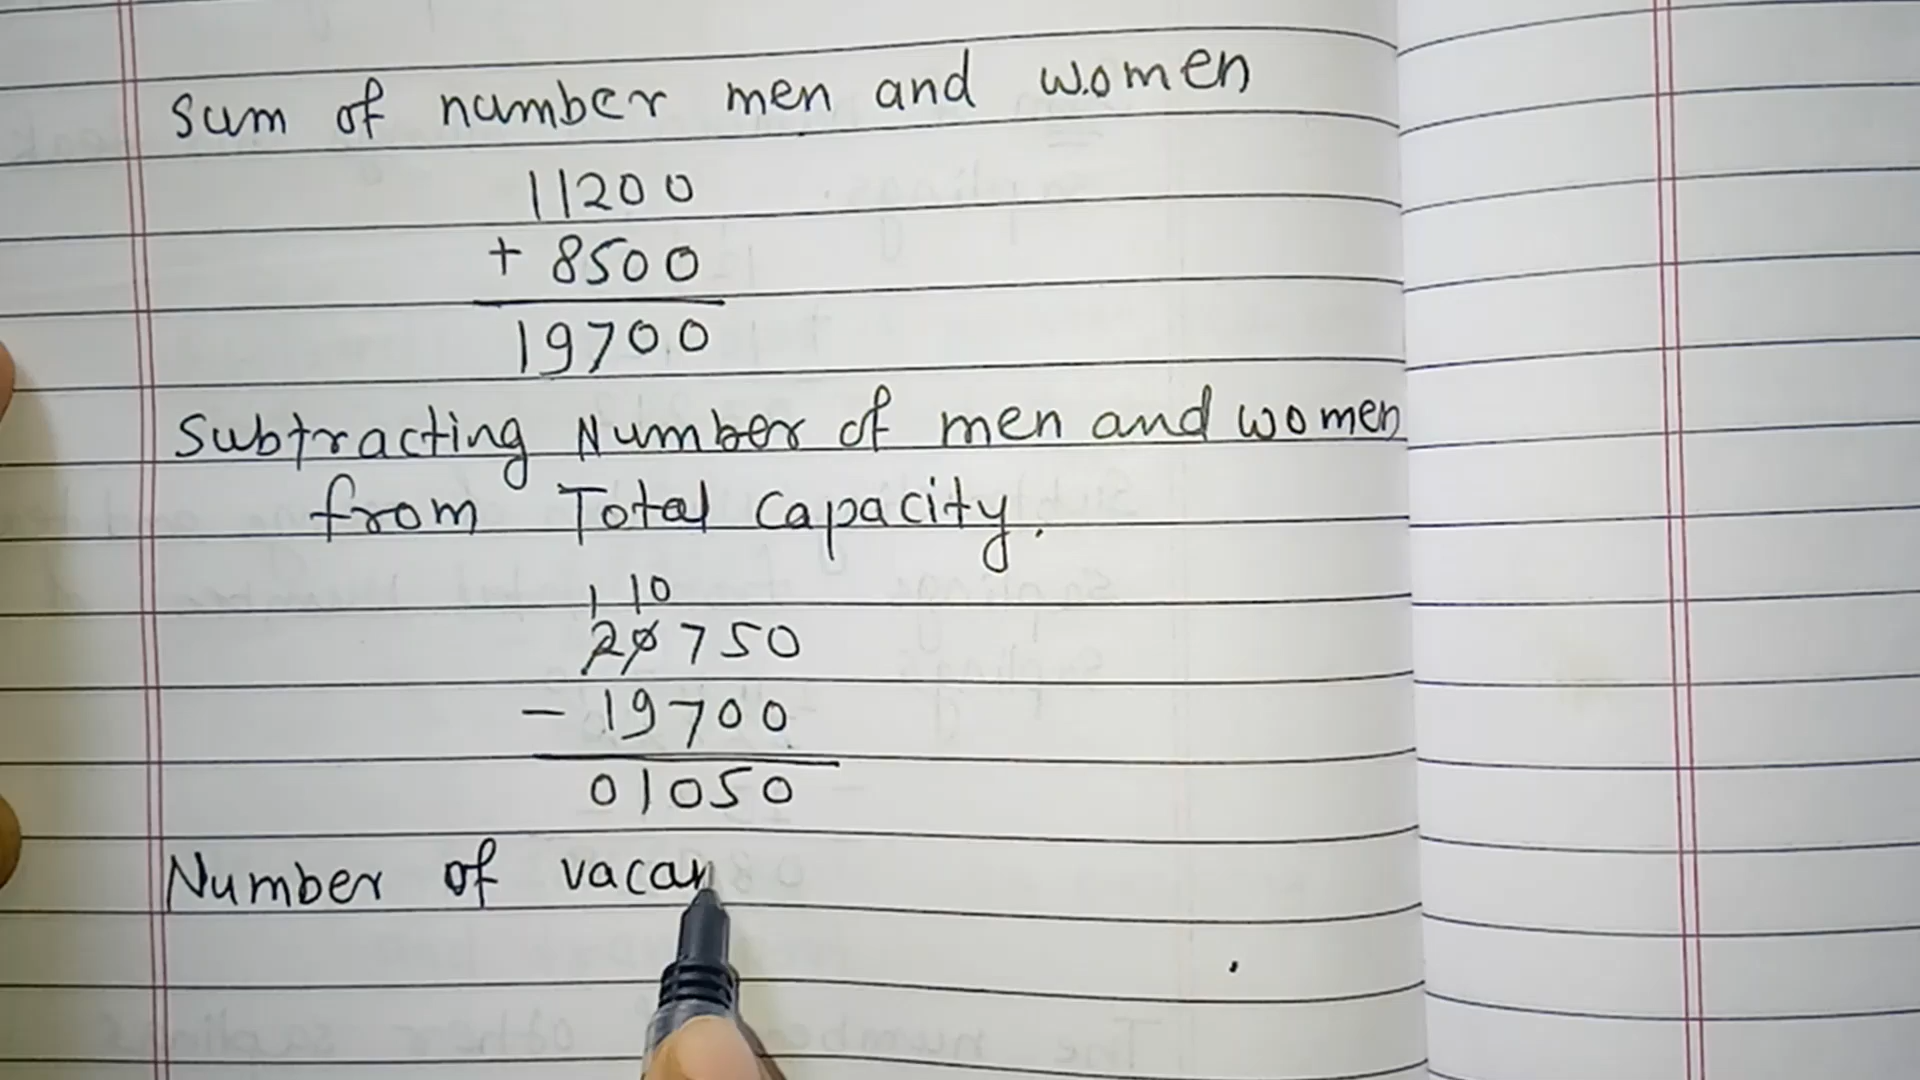 Sum of number men and women
11200
+ 8500
19700
Subtracting Number of men and women
from Total Capacity.
1 10
20750
- 19700
01050
Number of vacan